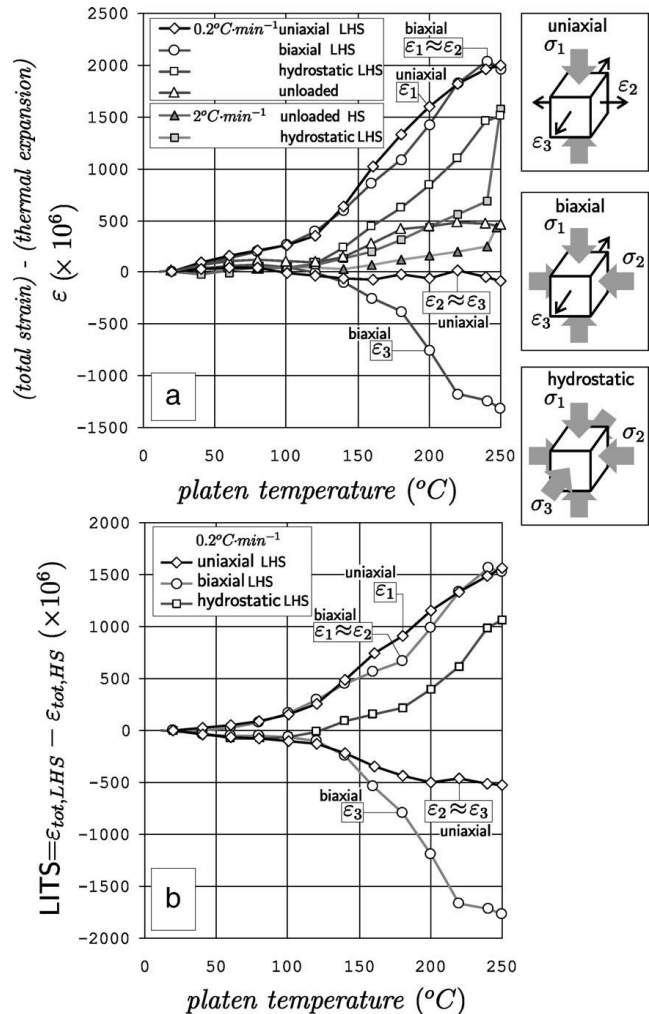 0.2°C·min⁻¹ uniaxial LHS
biaxial LHS
hydrostatic LHS
unloaded
2°C·min⁻¹ unloaded HS
hydrostatic LHS
biaxial
ε₁≈ε₂
uniaxial
ε₁
ε₂≈ε₃
uniaxial
biaxial
ε₃
(total strain) - (thermal expansion)
ε (× 10⁶)
2500
2000
1500
1000
500
0
-500
-1000
-1500
a
0 50 100 150 200 250
platen temperature (°C)
uniaxial
σ₁
ε₂
ε₃
biaxial
σ₁
σ₂
ε₃
hydrostatic
σ₁
σ₂
σ₃
0.2°C·min⁻¹
uniaxial LHS
biaxial LHS
hydrostatic LHS
uniaxial
ε₁
biaxial
ε₁≈ε₂
biaxial
ε₃
ε₂≈ε₃
uniaxial
LITS=εtot,LHS − εtot,HS (×10⁶)
2000
1500
1000
500
0
-500
-1000
-1500
-2000
b
0 50 100 150 200 250
platen temperature (°C)